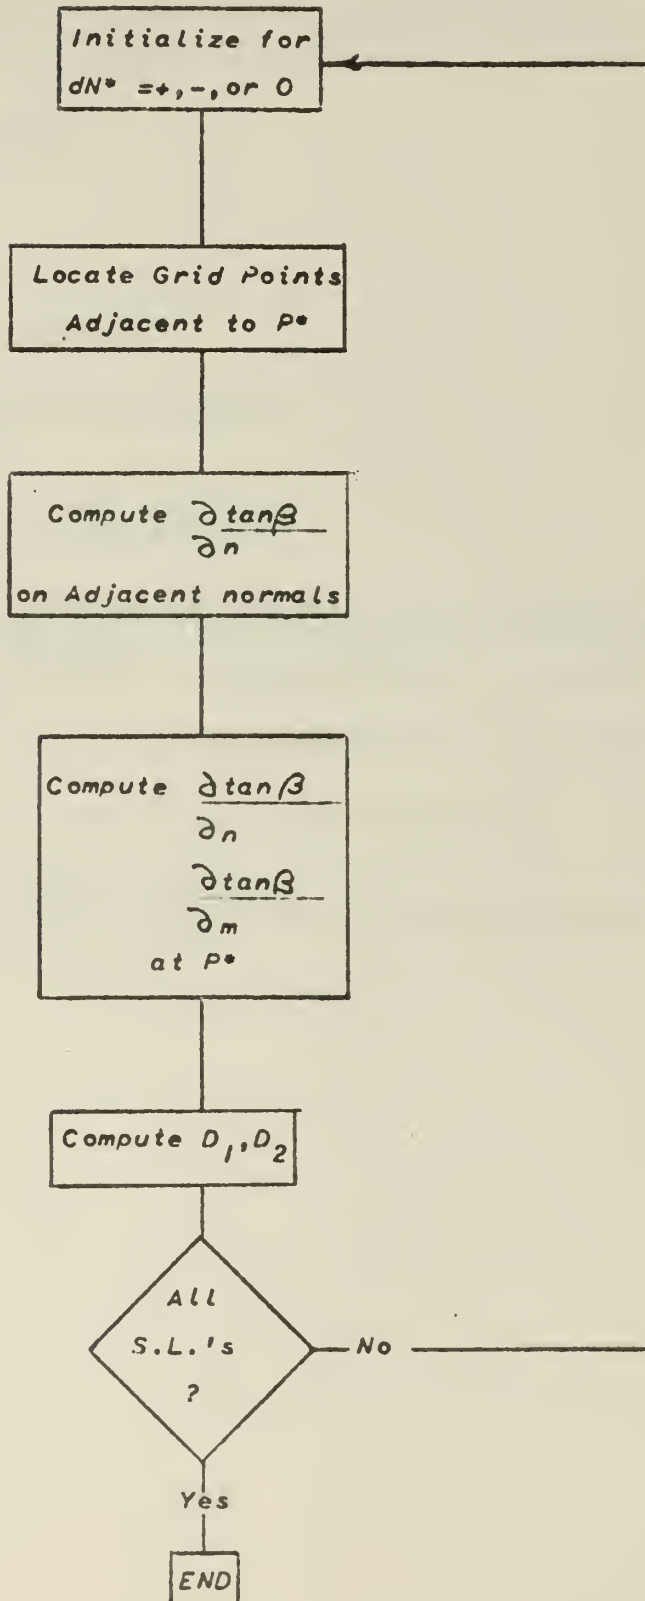 Initialize for
dN* =+,-,or 0
Locate Grid Points
Adjacent to P*
Compute ∂tanβ
∂n
on Adjacent normals
Compute ∂tanβ
∂n
∂tanβ
∂m
at P*
Compute D1,D2
All
S.L.'s
?
No
Yes
END